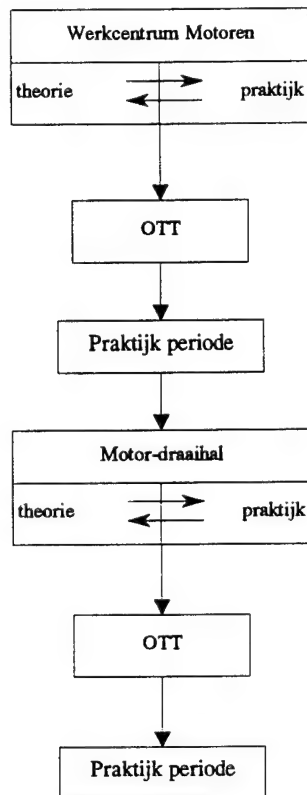 Werkcentrum Motoren
theorie praktijk
OTT
Praktijk periode
Motor-draaihal
theorie praktijk
OTT
Praktijk periode